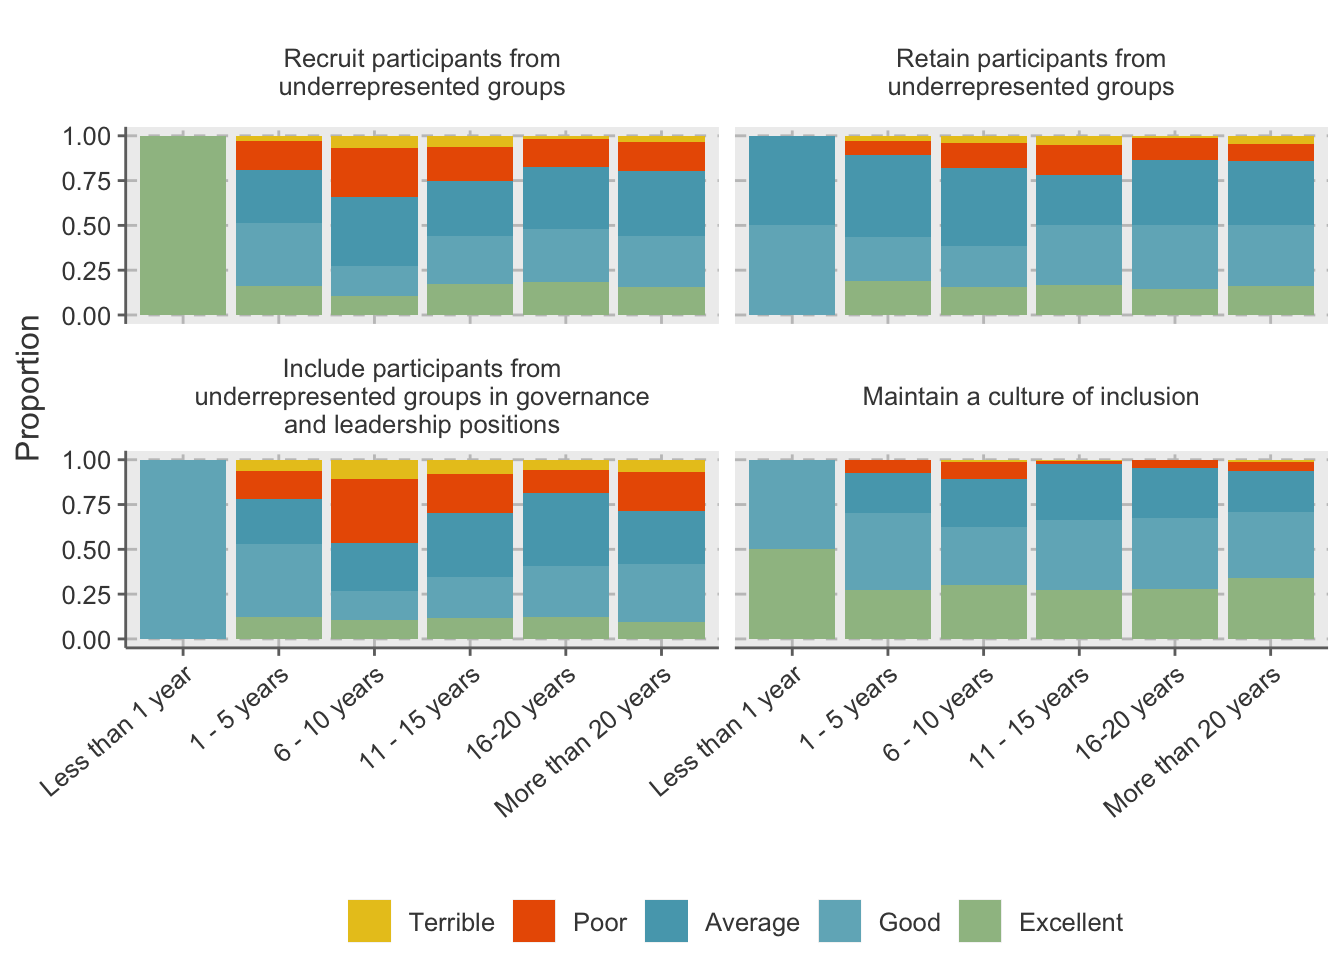 Recruit participants from
underrepresented groups
Retain participants from
underrepresented groups
1.00
0.75
0.50
0.25
0.00
Proportion
Include participants from
underrepresented groups in governance
and leadership positions
Maintain a culture of inclusion
1.00
0.75
0.50
0.25
0.00
Less than 1 year
1 - 5 years
6 - 10 years
11 - 15 years
16-20 years
More than 20 years
Less than 1 year
1 - 5 years
6 - 10 years
11 - 15 years
16-20 years
More than 20 years
Terrible Poor Average Good Excellent